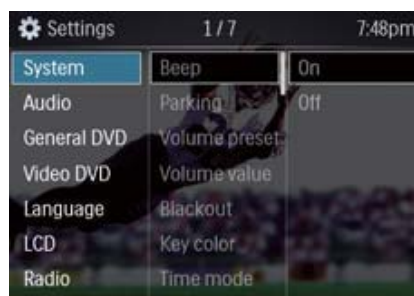 Settings 1/7 7:48pm
System Beep On
Audio Parking Off
General DVD Volume preset
Video DVD Volume value
Language Blackout
LCD Key color
Radio Time mode